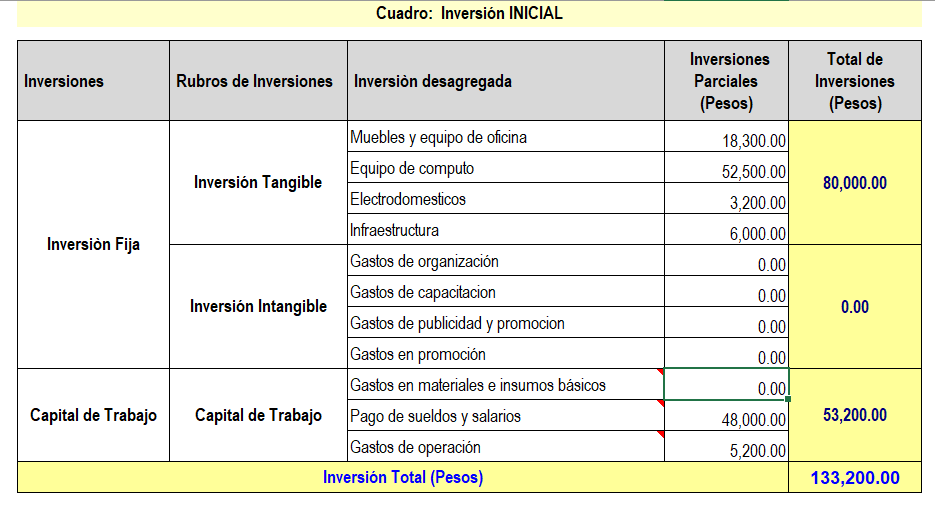 Cuadro: Inversión INICIAL
Inversiones Rubros de Inversiones Inversión desagregada Inversiones Parciales (Pesos) Total de Inversiones (Pesos)
Inversión Fija Inversión Tangible Muebles y equipo de oficina 18,300.00 80,000.00
Equipo de computo 52,500.00
Electrodomesticos 3,200.00
Infraestructura 6,000.00
Inversión Intangible Gastos de organización 0.00 0.00
Gastos de capacitacion 0.00
Gastos de publicidad y promocion 0.00
Gastos en promoción 0.00
Capital de Trabajo Capital de Trabajo Gastos en materiales e insumos básicos 0.00 53,200.00
Pago de sueldos y salarios 48,000.00
Gastos de operación 5,200.00
Inversión Total (Pesos) 133,200.00